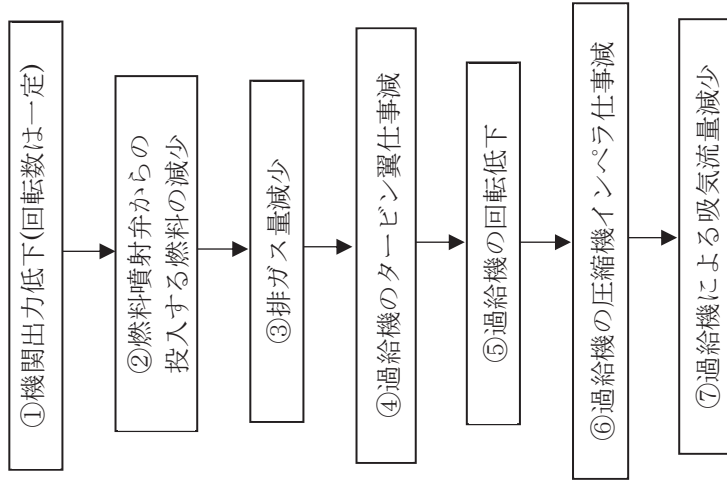 ①機関出力低下(回転数は一定)
②燃料噴射弁からの
投入する燃料の減少
③排ガス量減少
④過給機のタービン翼仕事減
⑤過給機の回転低下
⑥過給機の圧縮機インペラ仕事減
⑦過給機による吸気流量減少